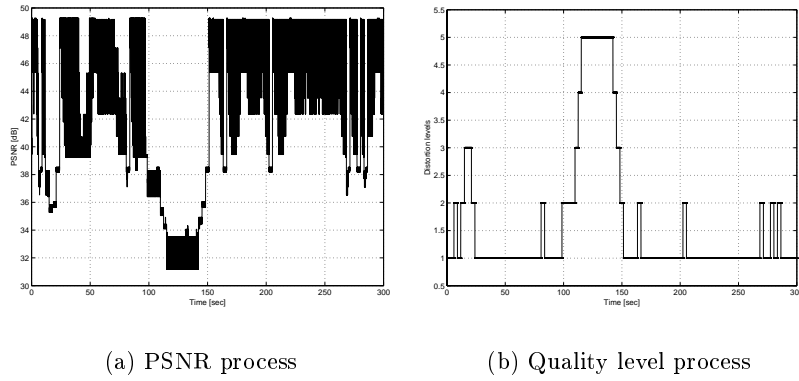 50
48
46
44
42
40
38
36
34
32
30
PSNR [dB]
0 50 100 150 200 250 300
Time [sec]
5.5
5
4.5
4
3.5
3
2.5
2
1.5
1
0.5
Distortion levels
0 50 100 150 200 250 300
Time [sec]
(a) PSNR process
(b) Quality level process